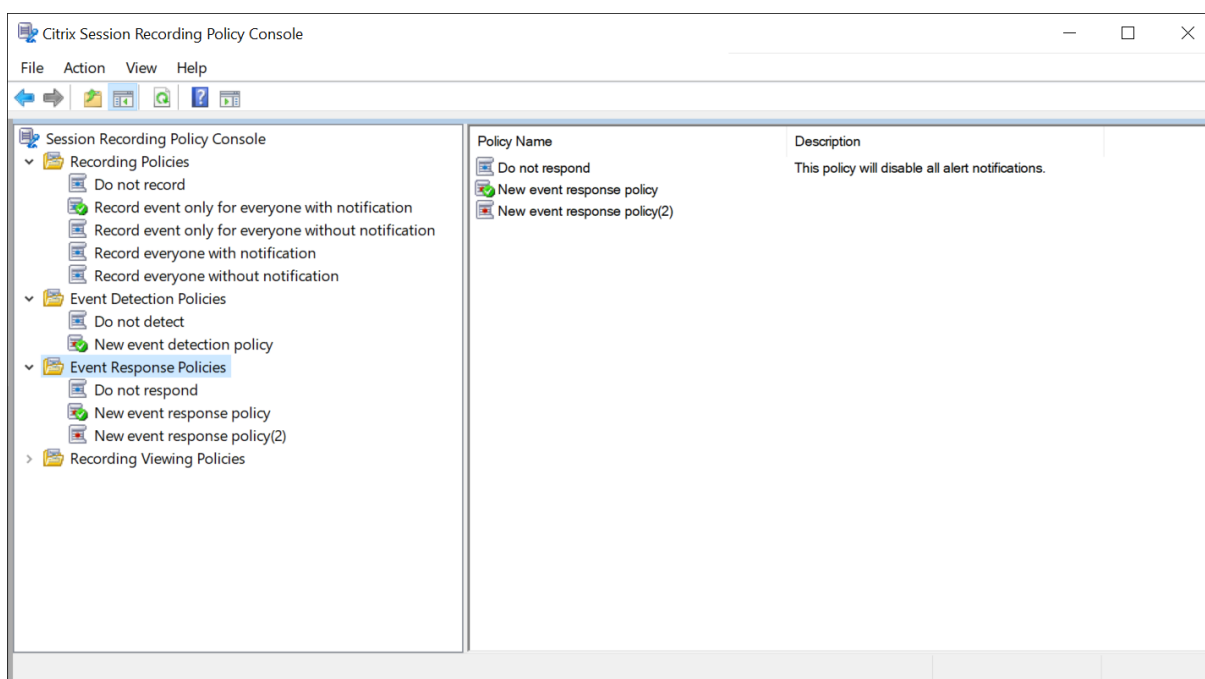 Citrix Session Recording Policy Console
File Action View Help
Session Recording Policy Console
Recording Policies
Do not record
Record event only for everyone with notification
Record event only for everyone without notification
Record everyone with notification
Record everyone without notification
Event Detection Policies
Do not detect
New event detection policy
Event Response Policies
Do not respond
New event response policy
New event response policy(2)
Recording Viewing Policies
Policy Name Description
Do not respond This policy will disable all alert notifications.
New event response policy
New event response policy(2)